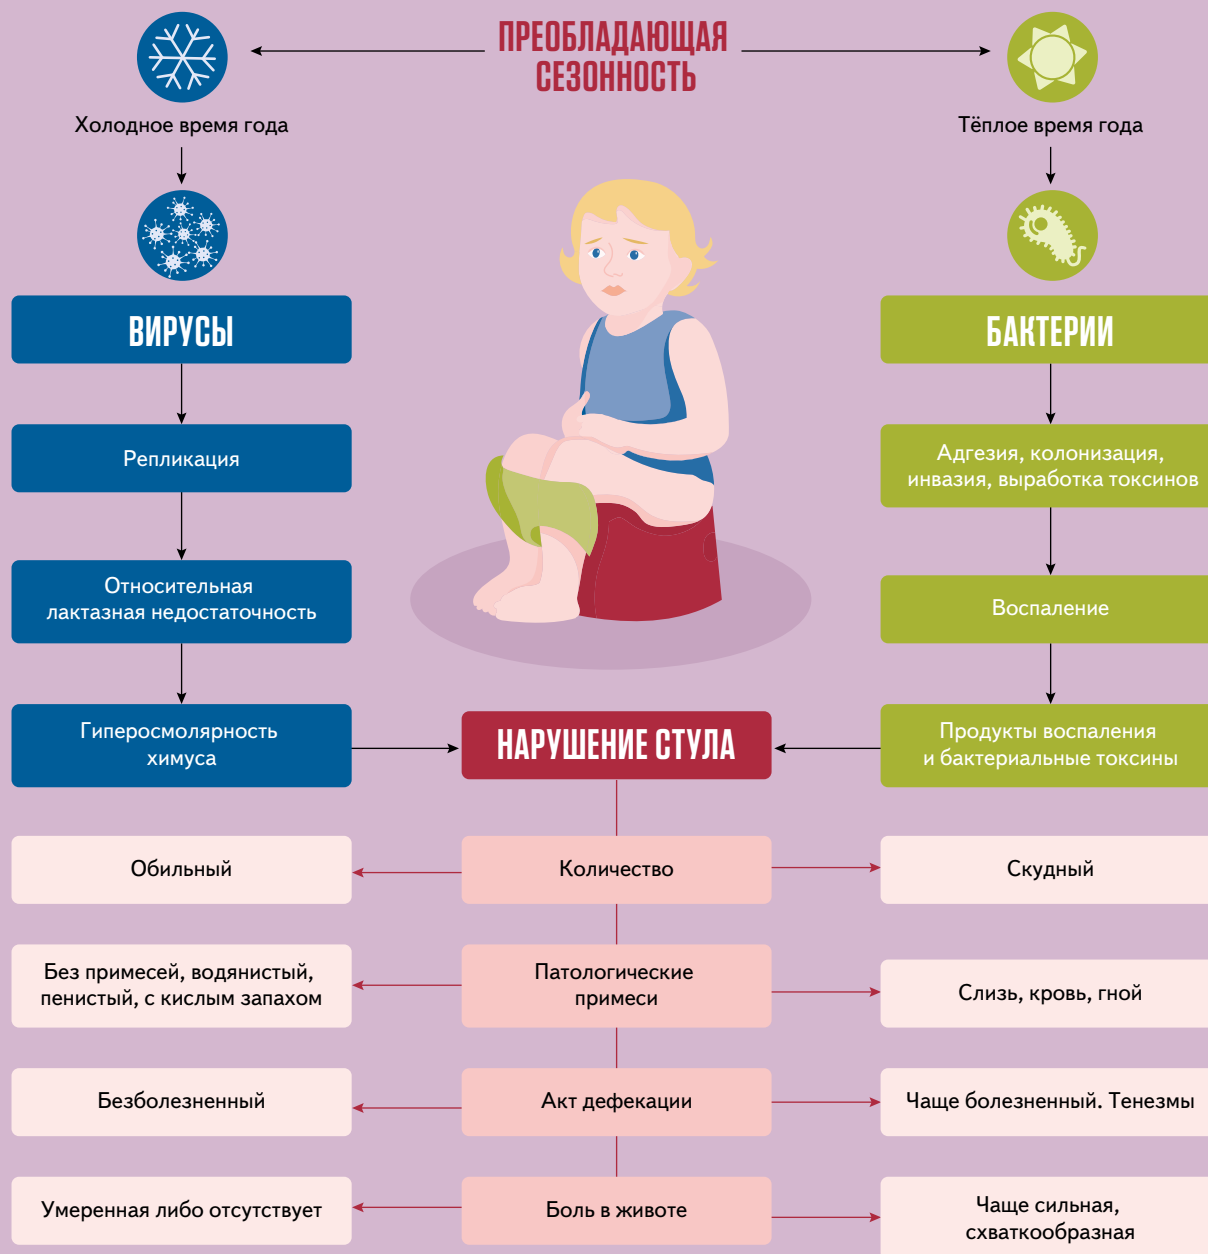 ПРЕОБЛАДАЮЩАЯ
СЕЗОННОСТЬ
Холодное время года
Тёплое время года
ВИРУСЫ
БАКТЕРИИ
Репликация
Адгезия, колонизация,
инвазия, выработка токсинов
Относительная
лактазная недостаточность
Воспаление
Гиперосмолярность
химуса
НАРУШЕНИЕ СТУЛА
Продукты воспаления
и бактериальные токсины
Обильный
Количество
Скудный
Без примесей, водянистый,
пенистый, с кислым запахом
Патологические
примеси
Слизь, кровь, гной
Безболезненный
Акт дефекации
Чаще болезненный. Тенезмы
Умеренная либо отсутствует
Боль в животе
Чаще сильная,
схваткообразная